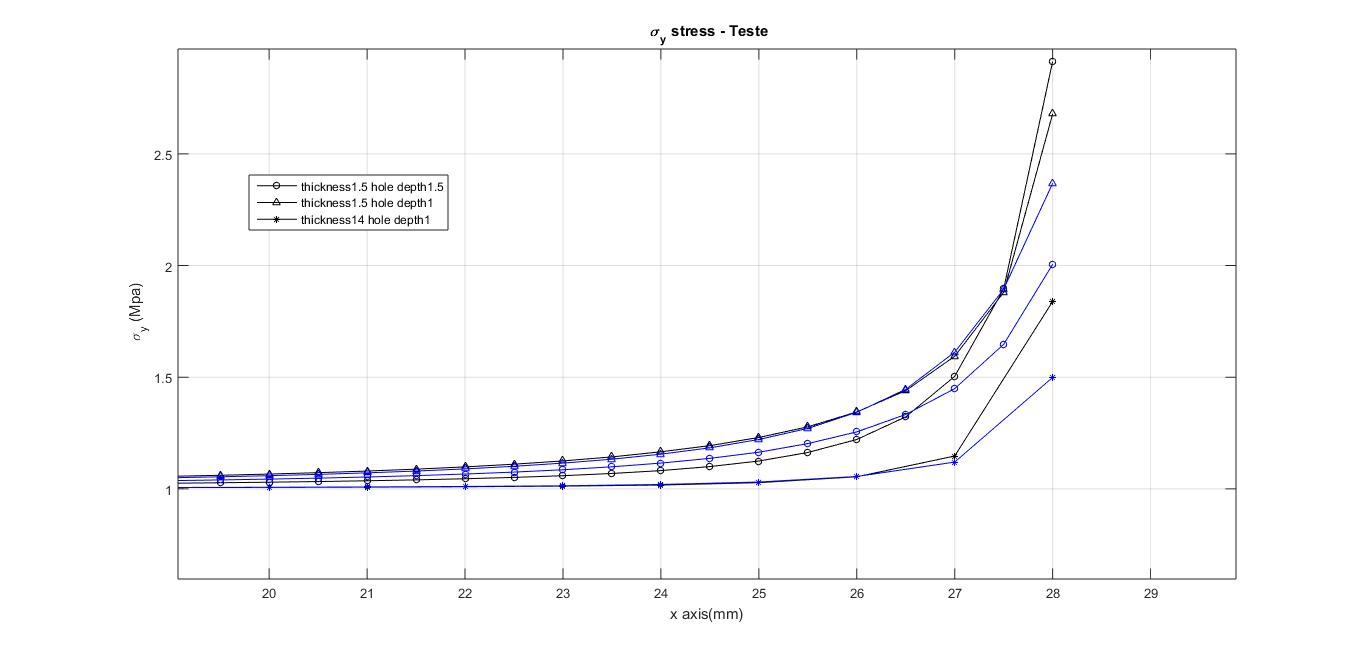 σy stress - Teste
2.5
2
1.5
1
σy (Mpa)
thickness1.5 hole depth1.5
thickness1.5 hole depth1
thickness14 hole depth1
20 21 22 23 24 25 26 27 28 29
x axis(mm)